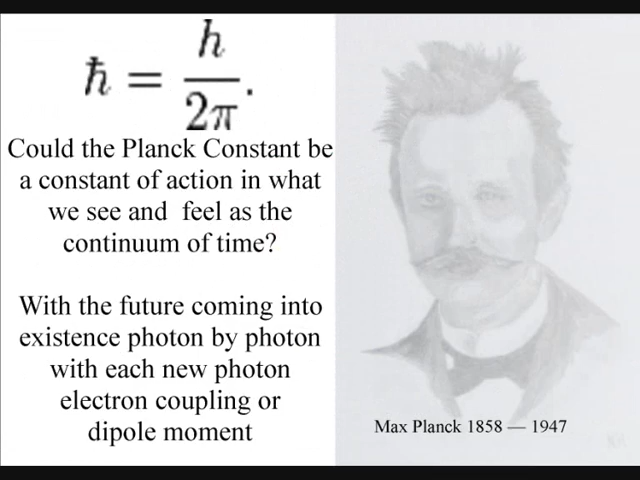 ħ = h / 2π.
Could the Planck Constant be
a constant of action in what
we see and feel as the
continuum of time?
With the future coming into
existence photon by photon
with each new photon
electron coupling or
dipole moment
Max Planck 1858 — 1947